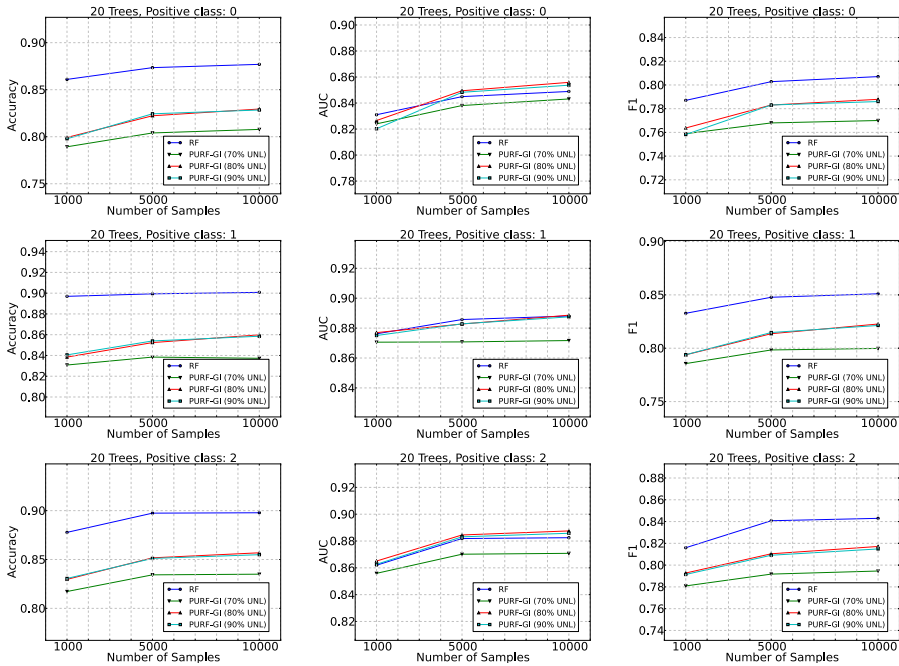 20 Trees, Positive class: 0
0.90
0.85
0.80
0.75
Accuracy
RF
PURF-GI (70% UNL)
PURF-GI (80% UNL)
PURF-GI (90% UNL)
1000 5000 10000
Number of Samples
20 Trees, Positive class: 0
0.90
0.88
0.86
0.84
0.82
0.80
0.78
AUC
RF
PURF-GI (70% UNL)
PURF-GI (80% UNL)
PURF-GI (90% UNL)
1000 5000 10000
Number of Samples
20 Trees, Positive class: 0
0.84
0.82
0.80
0.78
0.76
0.74
0.72
F1
RF
PURF-GI (70% UNL)
PURF-GI (80% UNL)
PURF-GI (90% UNL)
1000 5000 10000
Number of Samples
20 Trees, Positive class: 1
0.94
0.92
0.90
0.88
0.86
0.84
0.82
0.80
Accuracy
RF
PURF-GI (70% UNL)
PURF-GI (80% UNL)
PURF-GI (90% UNL)
1000 5000 10000
Number of Samples
20 Trees, Positive class: 1
0.92
0.90
0.88
0.86
0.84
AUC
RF
PURF-GI (70% UNL)
PURF-GI (80% UNL)
PURF-GI (90% UNL)
1000 5000 10000
Number of Samples
20 Trees, Positive class: 1
0.90
0.85
0.80
0.75
F1
RF
PURF-GI (70% UNL)
PURF-GI (80% UNL)
PURF-GI (90% UNL)
1000 5000 10000
Number of Samples
20 Trees, Positive class: 2
0.90
0.85
0.80
Accuracy
RF
PURF-GI (70% UNL)
PURF-GI (80% UNL)
PURF-GI (90% UNL)
1000 5000 10000
Number of Samples
20 Trees, Positive class: 2
0.92
0.90
0.88
0.86
0.84
0.82
AUC
RF
PURF-GI (70% UNL)
PURF-GI (80% UNL)
PURF-GI (90% UNL)
1000 5000 10000
Number of Samples
20 Trees, Positive class: 2
0.88
0.86
0.84
0.82
0.80
0.78
0.76
0.74
F1
RF
PURF-GI (70% UNL)
PURF-GI (80% UNL)
PURF-GI (90% UNL)
1000 5000 10000
Number of Samples